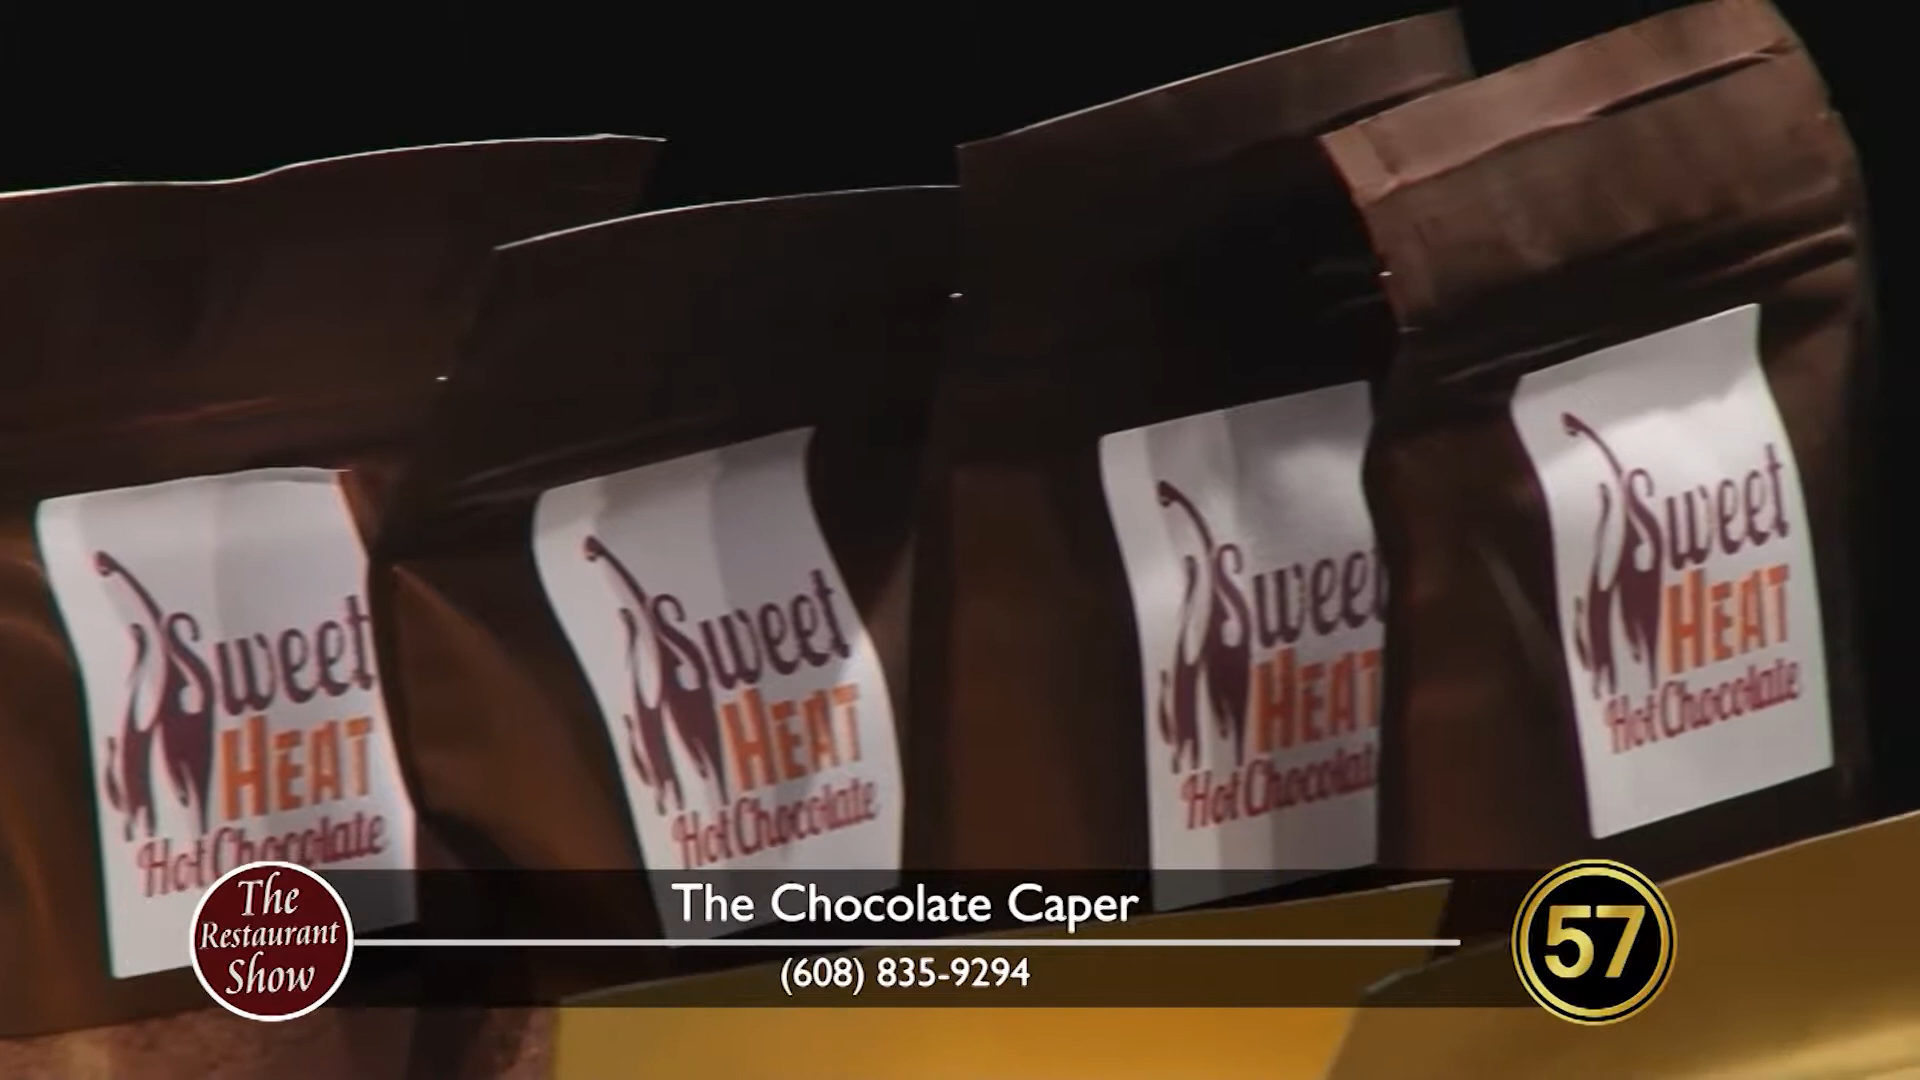 Sweet
HEAT
Hot Chocolate
Sweet
HEAT
Hot Chocolate
Sweet
HEAT
Hot Chocolat
Sweet
HEAT
Hot Chocolate
The
Restaurant
Show
The Chocolate Caper
(608) 835-9294
57